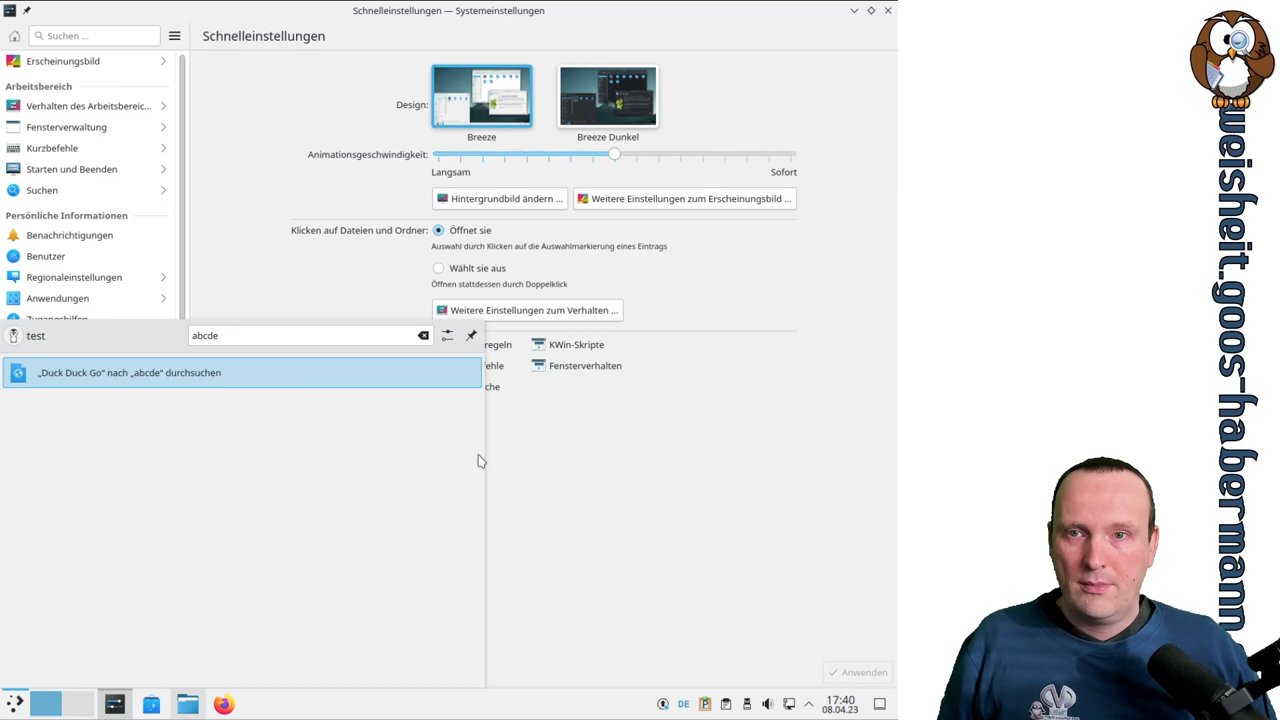 Schnelleinstellungen — Systemeinstellungen
Suchen ...
Schnelleinstellungen
Erscheinungsbild
Arbeitsbereich
Verhalten des Arbeitsbereic...
Fensterverwaltung
Kurzbefehle
Starten und Beenden
Suchen
Persönliche Informationen
Benachrichtigungen
Benutzer
Regionaleinstellungen
Anwendungen
Zugangshilfen
Design:
Breeze
Breeze Dunkel
Animationsgeschwindigkeit:
Langsam
Sofort
Hintergrundbild ändern ...
Weitere Einstellungen zum Erscheinungsbild ...
Klicken auf Dateien und Ordner:
Öffnet sie
Auswahl durch Klicken auf die Auswahlmarkierung eines Eintrags
Wählt sie aus
Öffnen stattdessen durch Doppelklick
Weitere Einstellungen zum Verhalten ...
regeln
KWin-Skripte
Fensterverhalten
che
test
abcde
„Duck Duck Go“ nach „abcde“ durchsuchen
Anwenden
DE
17:40
08.04.23
weisheit.goos-habermann